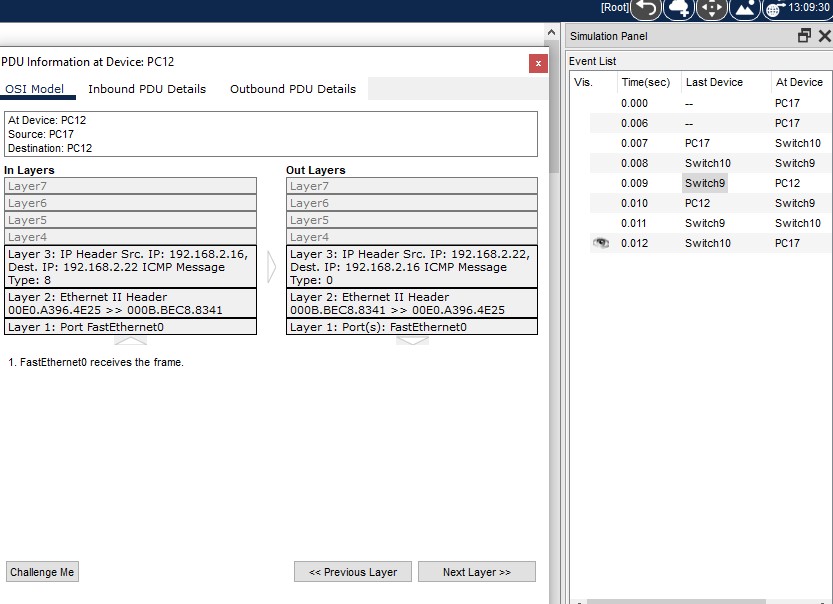 [Root]
13:09:30
PDU Information at Device: PC12
x
OSI Model
Inbound PDU Details
Outbound PDU Details
At Device: PC12
Source: PC17
Destination: PC12
In Layers
Layer7
Layer6
Layer5
Layer4
Layer 3: IP Header Src. IP: 192.168.2.16,
Dest. IP: 192.168.2.22 ICMP Message
Type: 8
Layer 2: Ethernet II Header
00E0.A396.4E25 >> 000B.BEC8.8341
Layer 1: Port FastEthernet0
Out Layers
Layer7
Layer6
Layer5
Layer4
Layer 3: IP Header Src. IP: 192.168.2.22,
Dest. IP: 192.168.2.16 ICMP Message
Type: 0
Layer 2: Ethernet II Header
000B.BEC8.8341 >> 00E0.A396.4E25
Layer 1: Port(s): FastEthernet0
1. FastEthernet0 receives the frame.
Challenge Me
<< Previous Layer
Next Layer >>
Simulation Panel
Event List
Vis. Time(sec) Last Device At Device
0.000 -- PC17
0.006 -- PC17
0.007 PC17 Switch10
0.008 Switch10 Switch9
0.009 Switch9 PC12
0.010 PC12 Switch9
0.011 Switch9 Switch10
0.012 Switch10 PC17